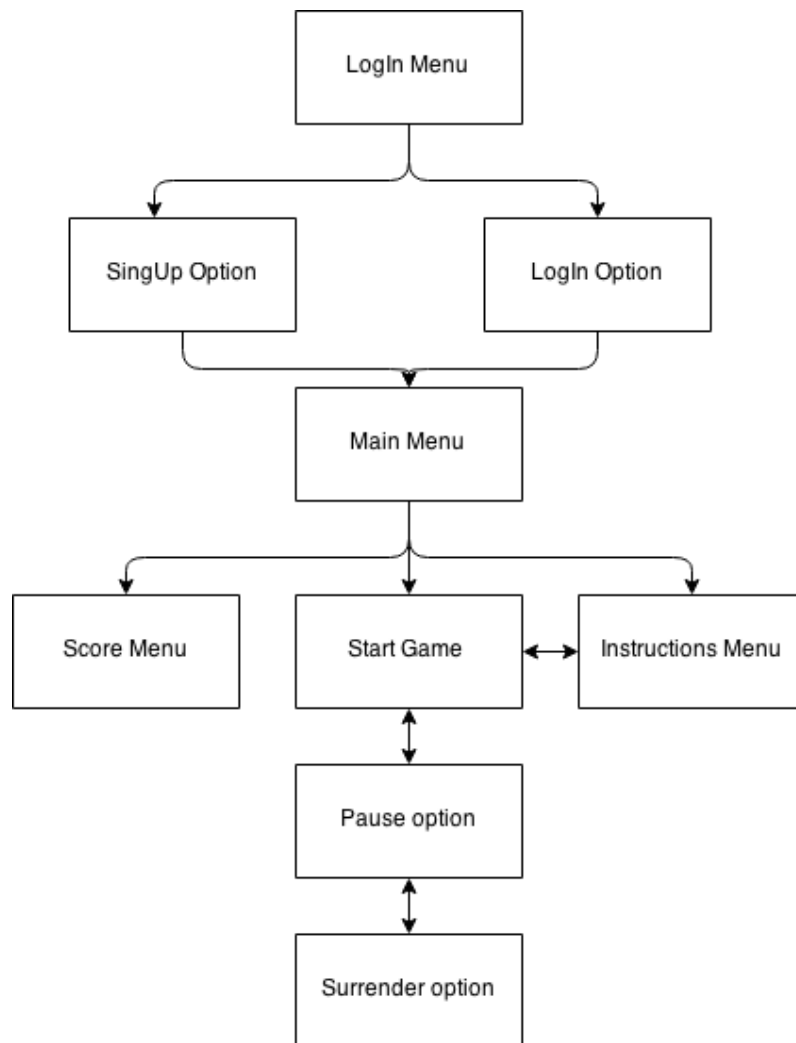 LogIn Menu
SingUp Option
LogIn Option
Main Menu
Score Menu
Start Game
Instructions Menu
Pause option
Surrender option